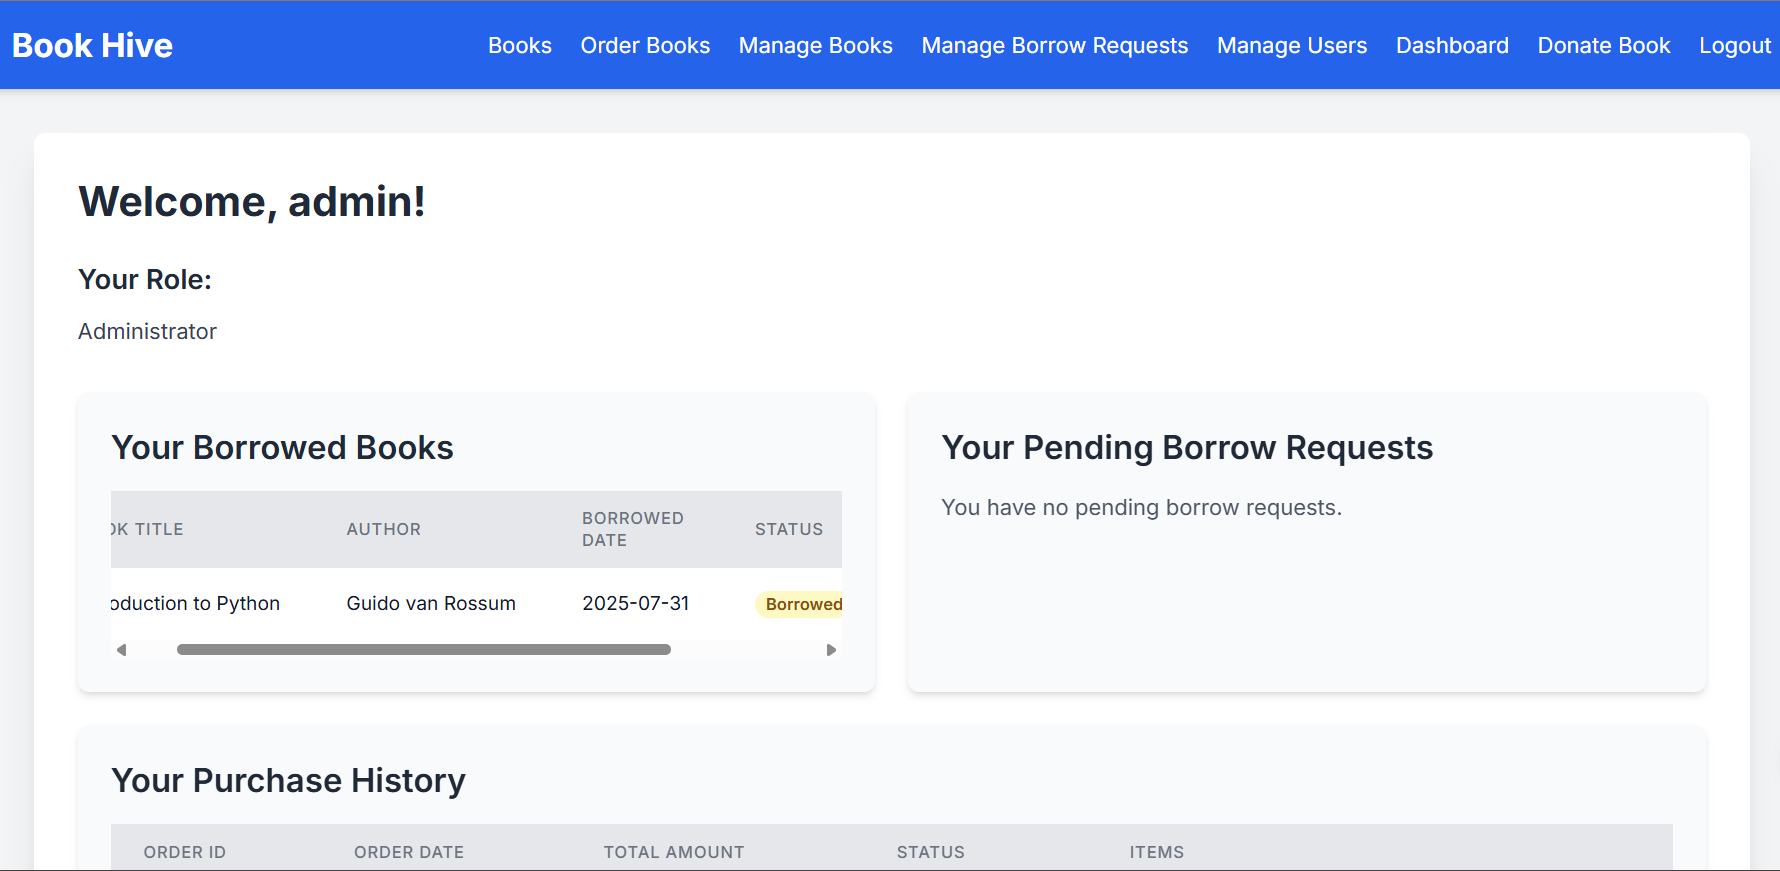 Book Hive
Books Order Books Manage Books Manage Borrow Requests Manage Users Dashboard Donate Book Logout
Welcome, admin!
Your Role:
Administrator
Your Borrowed Books
OK TITLE AUTHOR BORROWED DATE STATUS
oduction to Python Guido van Rossum 2025-07-31 Borrowed
Your Pending Borrow Requests
You have no pending borrow requests.
Your Purchase History
ORDER ID ORDER DATE TOTAL AMOUNT STATUS ITEMS